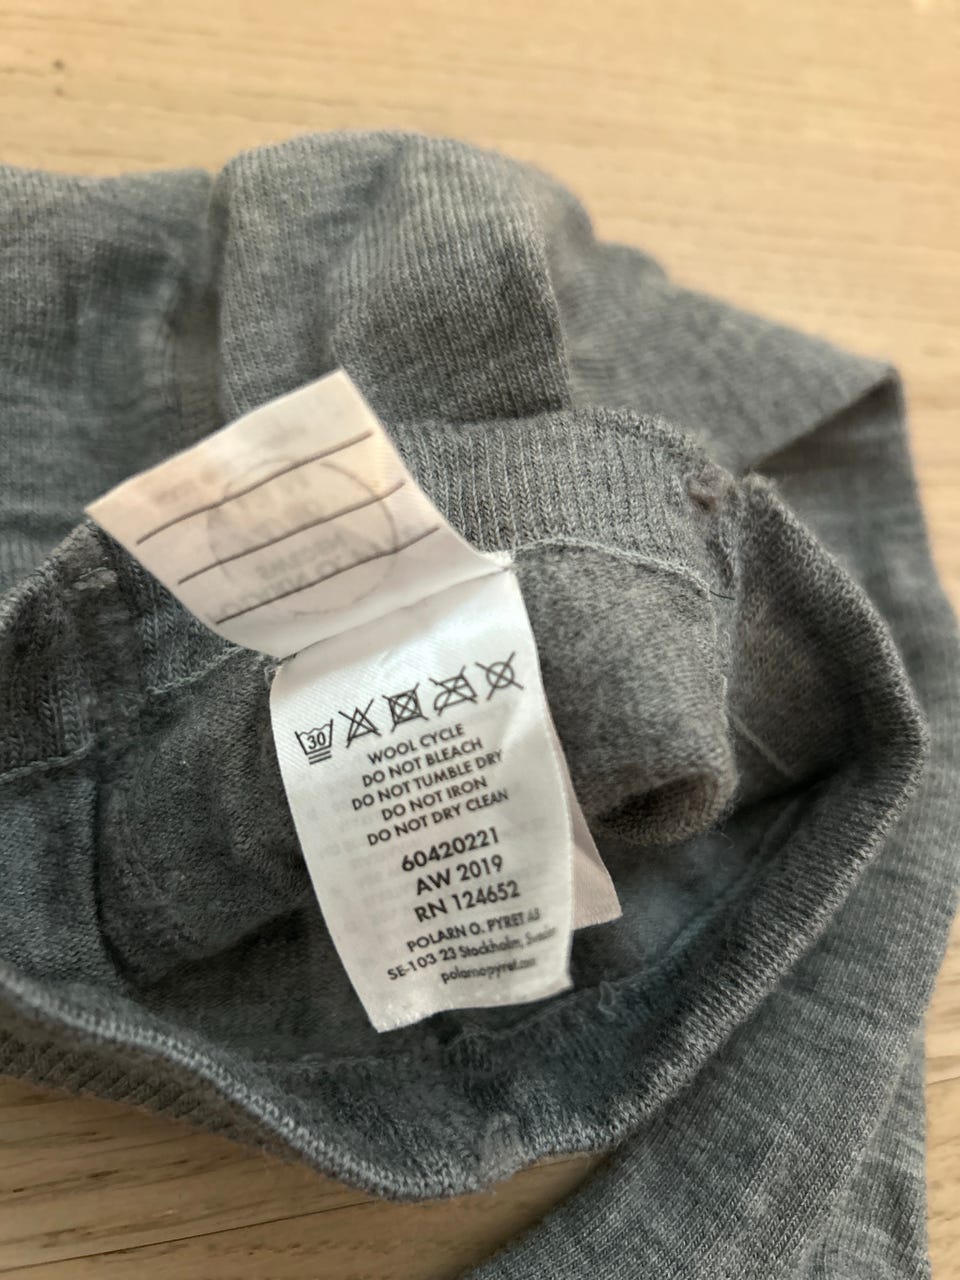 30
WOOL CYCLE
DO NOT BLEACH
DO NOT TUMBLE DRY
DO NOT IRON
DO NOT DRY CLEAN
60420221
AW 2019
RN 124652
POLARN O. PYRET AB
SE-103 23 Stockholm, Sweden
polarnopyret.com